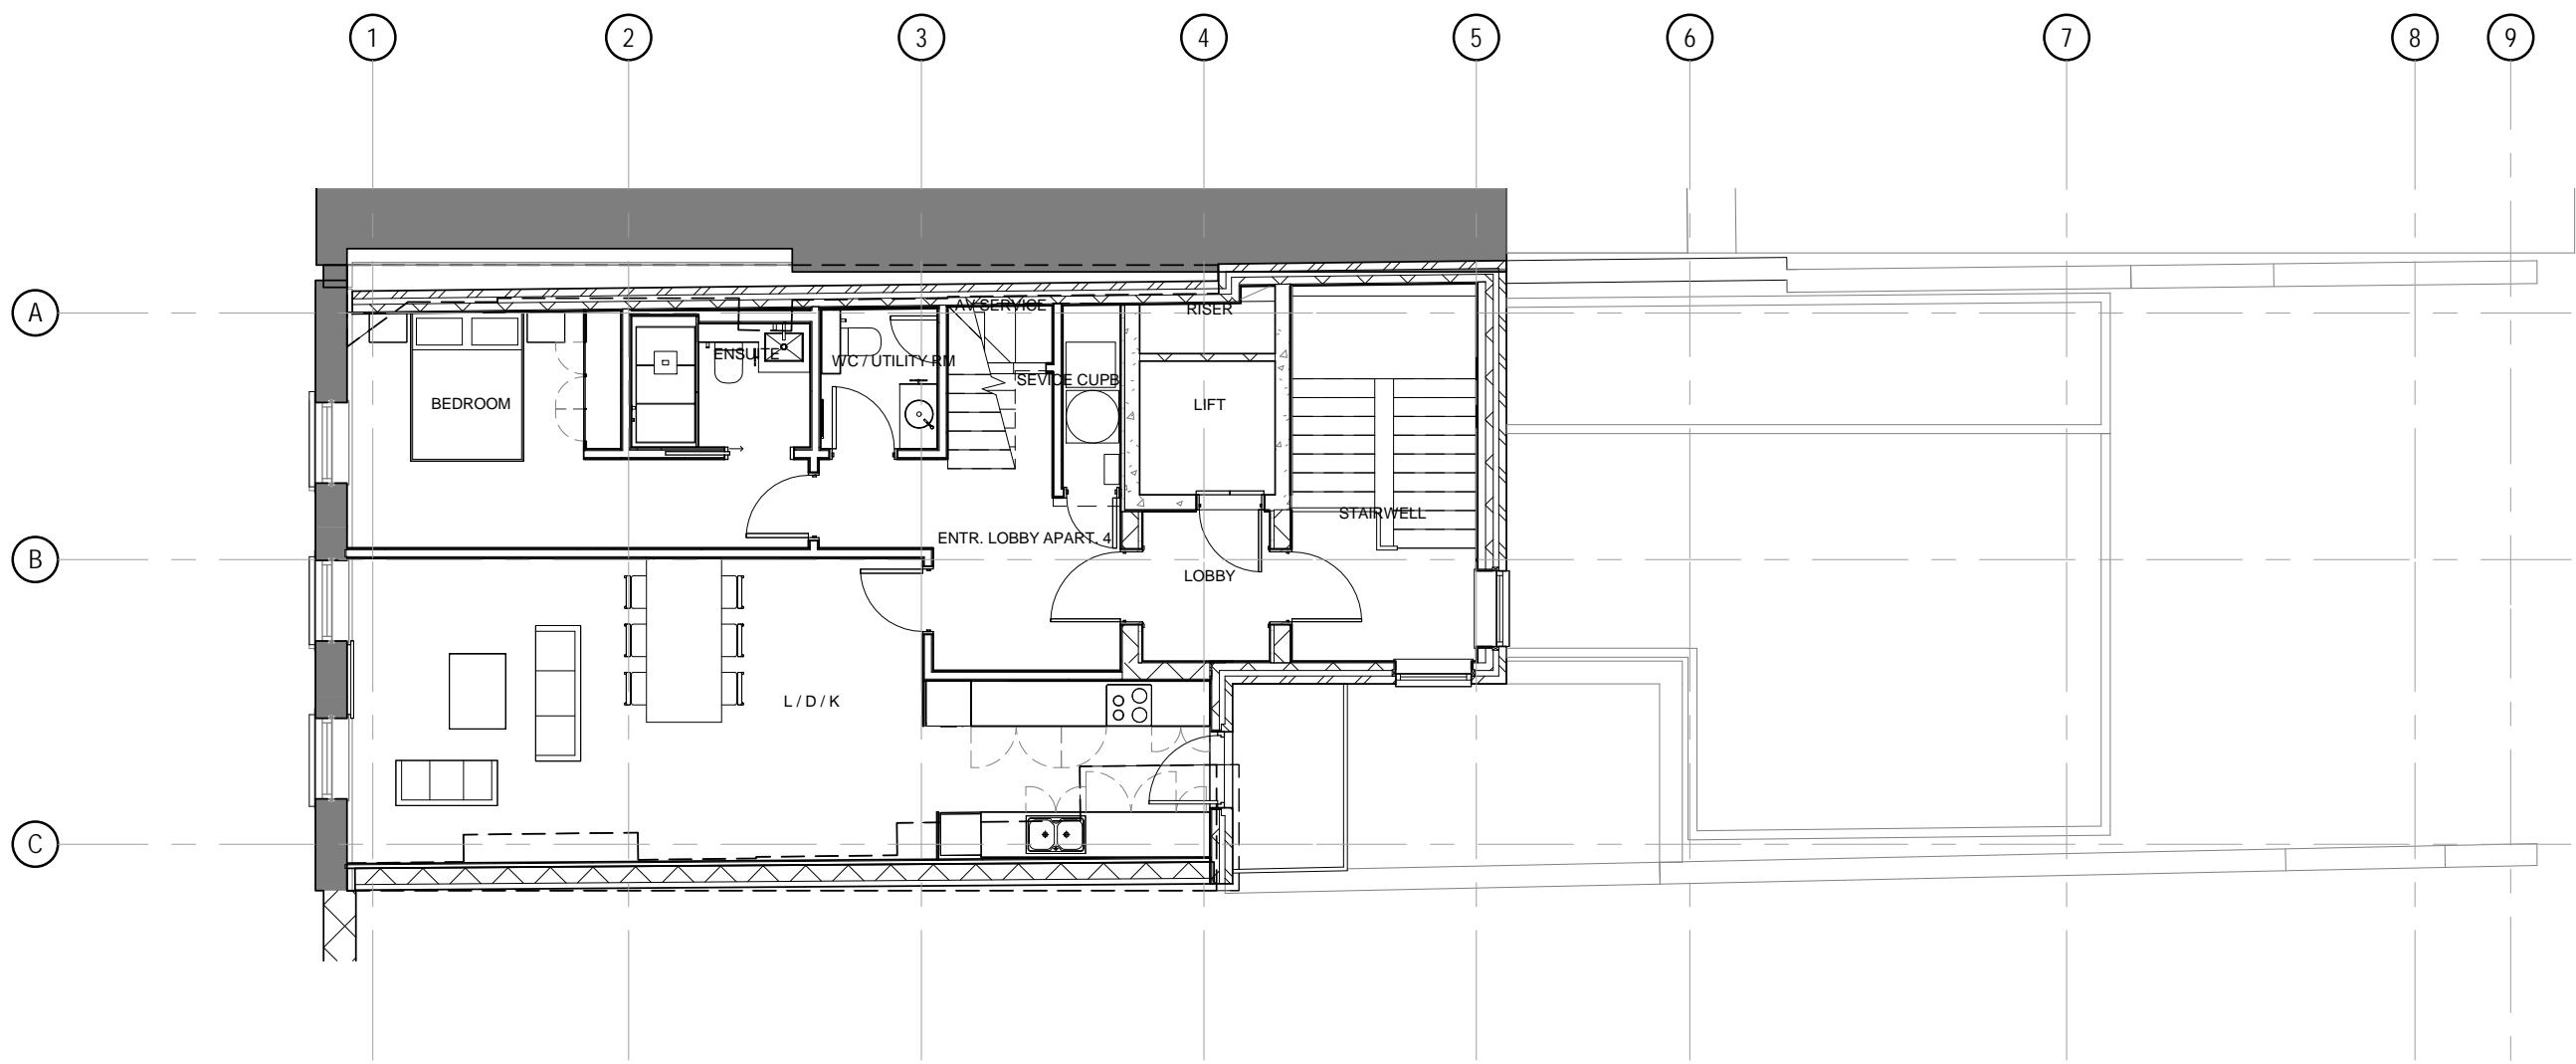 1
2
3
4
5
6
7
8
9
A
AV SERVICE
RISER
ENSUITE
WC / UTILITY RM
SEVICE CUPB
BEDROOM
LIFT
STAIRWELL
ENTR. LOBBY APART. 4
B
LOBBY
L / D / K
C